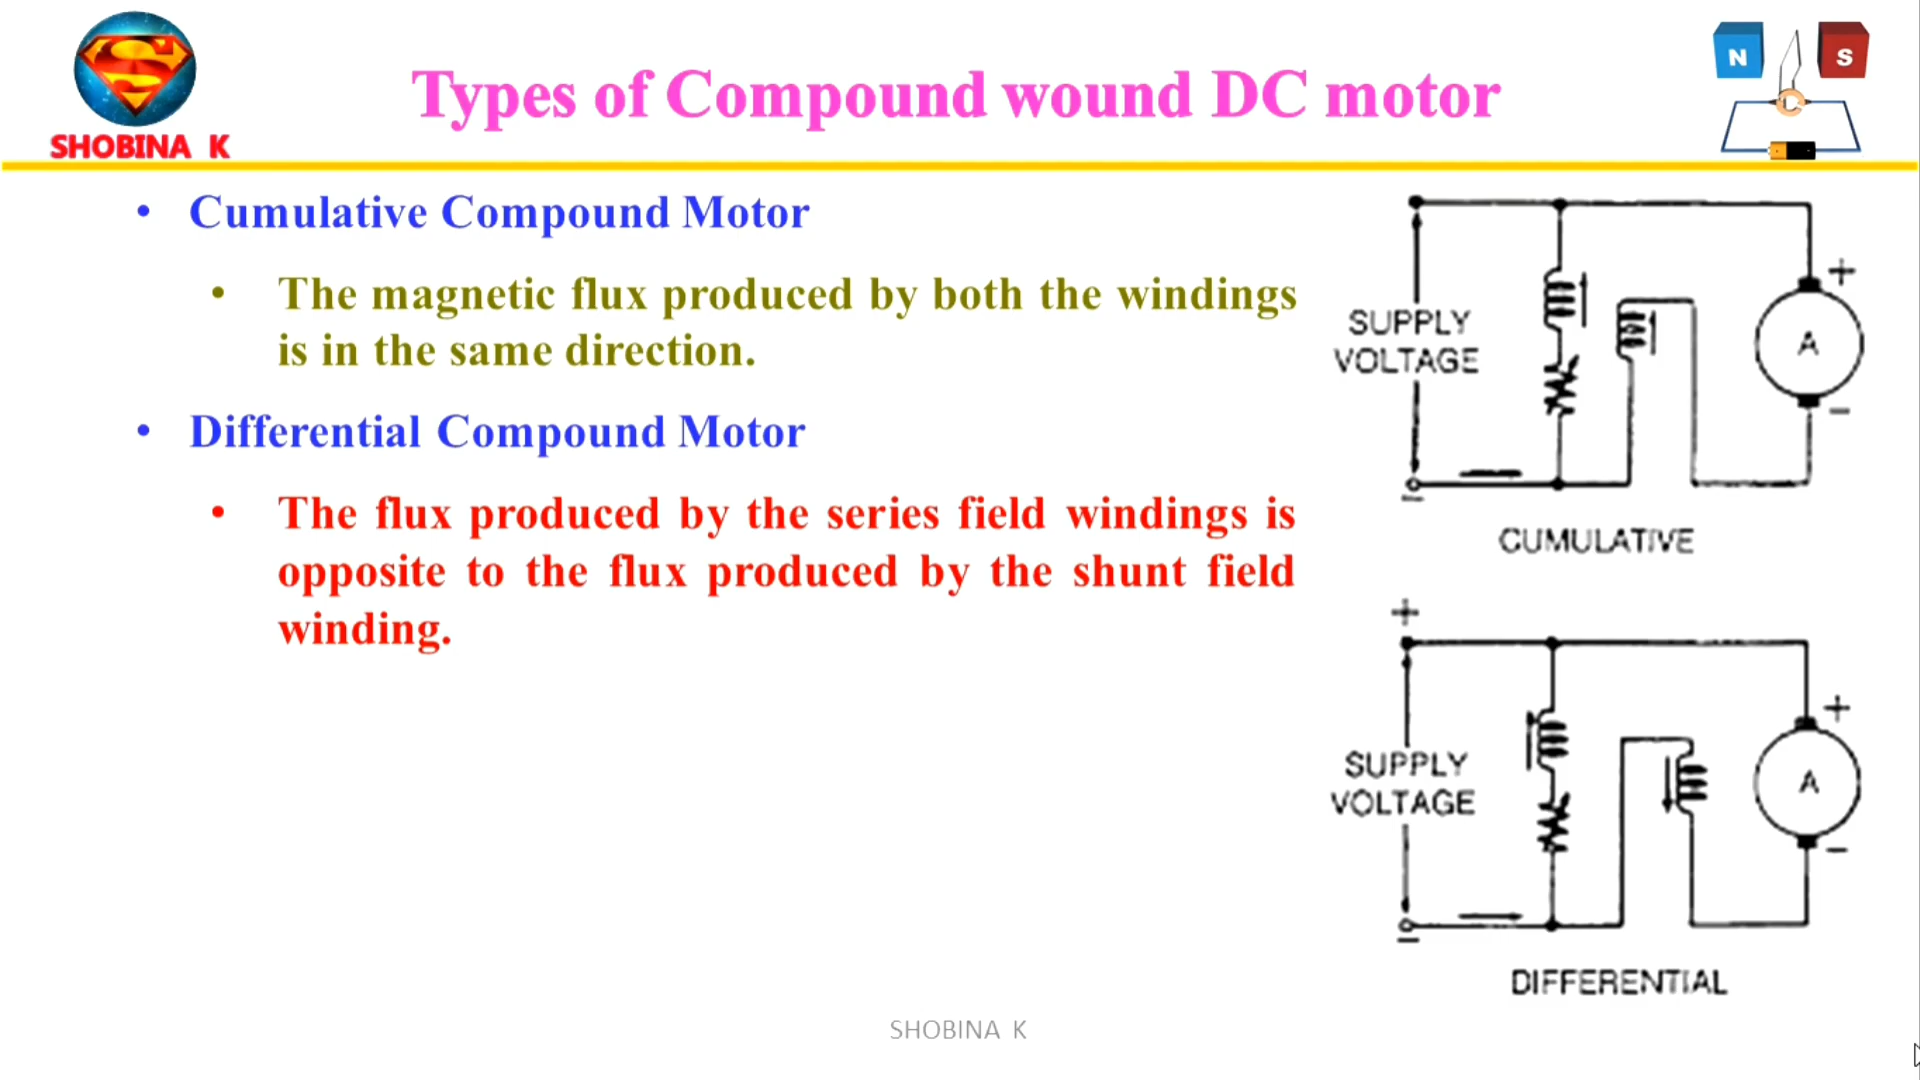 S
SHOBINA K
Types of Compound wound DC motor
N
S
C
• Cumulative Compound Motor
• The magnetic flux produced by both the windings
is in the same direction.
• Differential Compound Motor
• The flux produced by the series field windings is
opposite to the flux produced by the shunt field
winding.
+
SUPPLY
VOLTAGE
A
–
–
CUMULATIVE
+
+
SUPPLY
VOLTAGE
A
–
–
DIFFERENTIAL
SHOBINA K